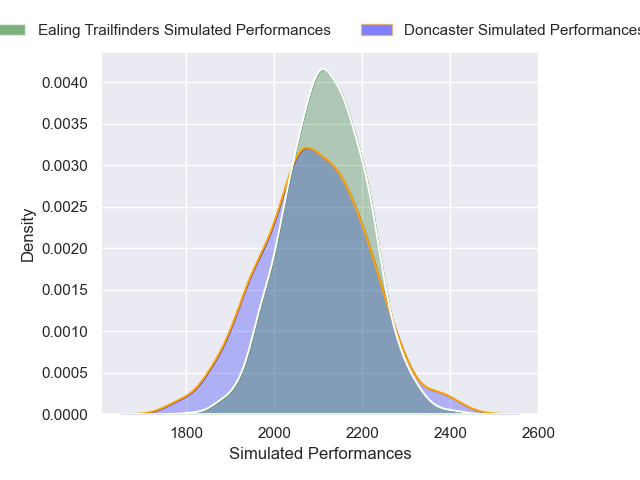 Ealing Trailfinders Simulated Performances
Doncaster Simulated Performances
0.0040
0.0035
0.0030
0.0025
0.0020
0.0015
0.0010
0.0005
0.0000
Density
1800 2000 2200 2400 2600
Simulated Performances